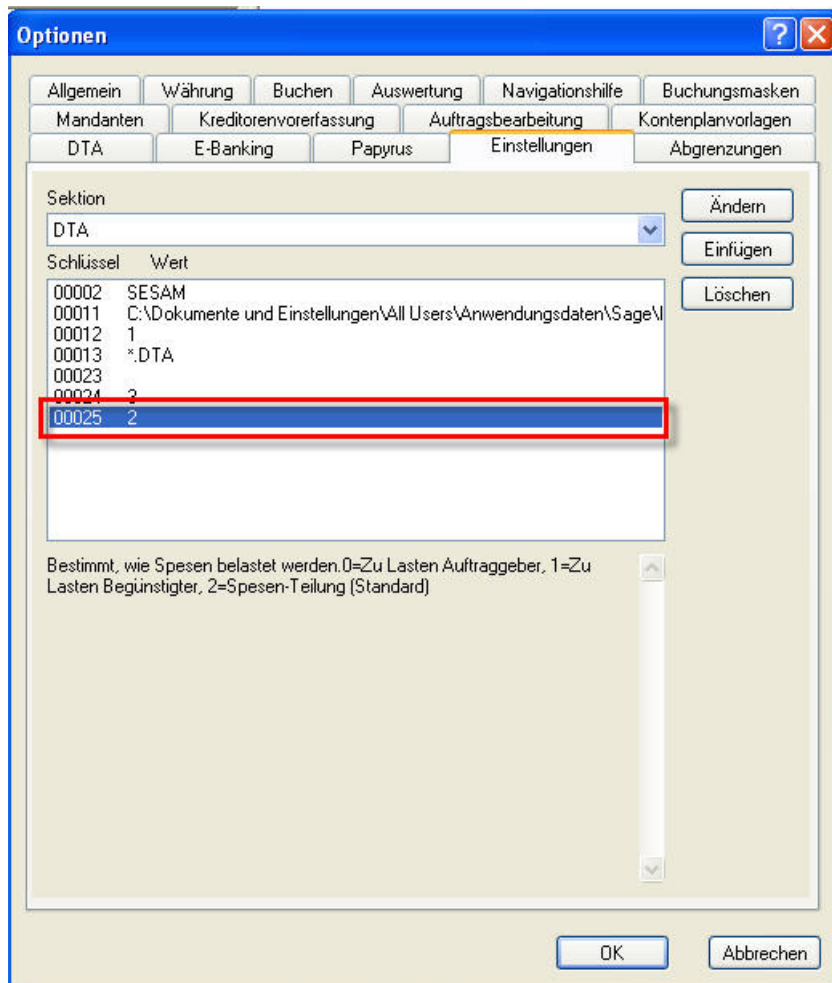 Optionen
Allgemein Währung Buchen Auswertung Navigationshilfe Buchungsmasken
Mandanten Kreditorenvorerfassung Auftragsbearbeitung Kontenplanvorlagen
DTA E-Banking Papyrus Einstellungen Abgrenzungen
Sektion
DTA
Schlüssel Wert
00002 SESAM
00011 C:\Dokumente und Einstellungen\All Users\Anwendungsdaten\Sage\
00012 1
00013 *.DTA
00023
00024 3
00025 2
Ändern
Einfügen
Löschen
Bestimmt, wie Spesen belastet werden.0=Zu Lasten Auftraggeber, 1=Zu
Lasten Begünstigter, 2=Spesen-Teilung (Standard)
OK Abbrechen